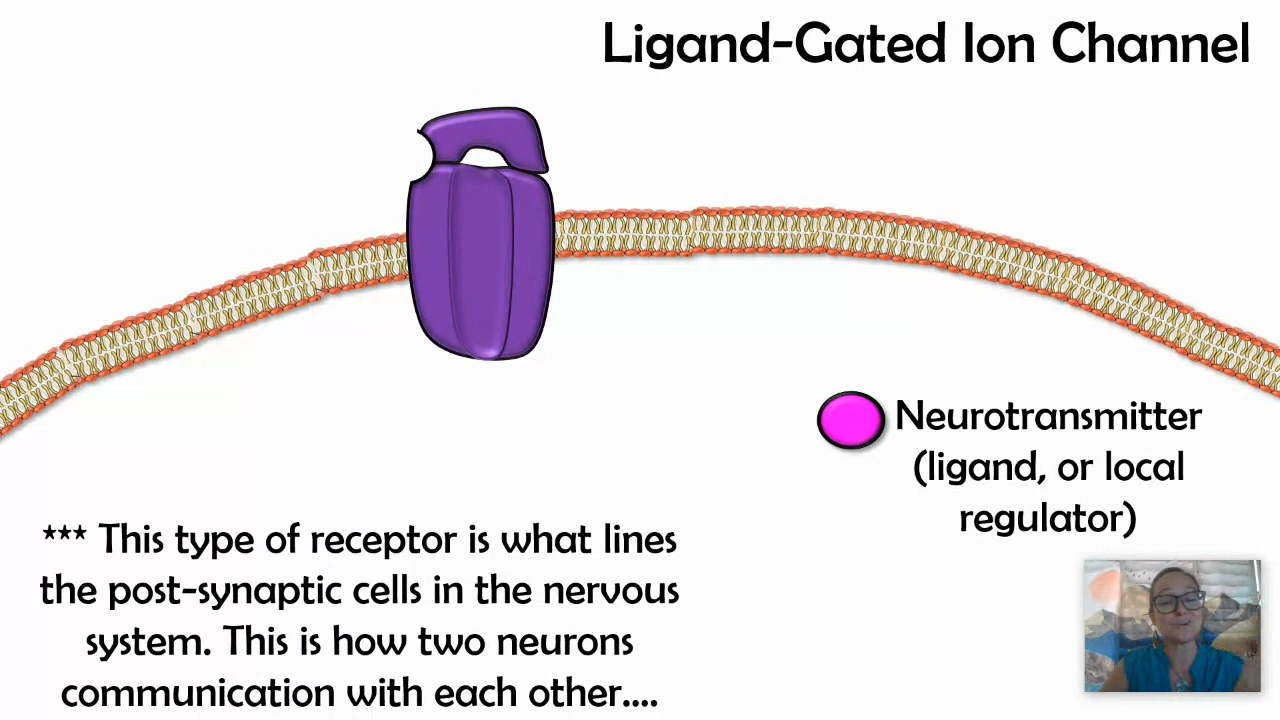 Ligand-Gated Ion Channel
Neurotransmitter
(ligand, or local
regulator)
*** This type of receptor is what lines
the post-synaptic cells in the nervous
system. This is how two neurons
communication with each other....